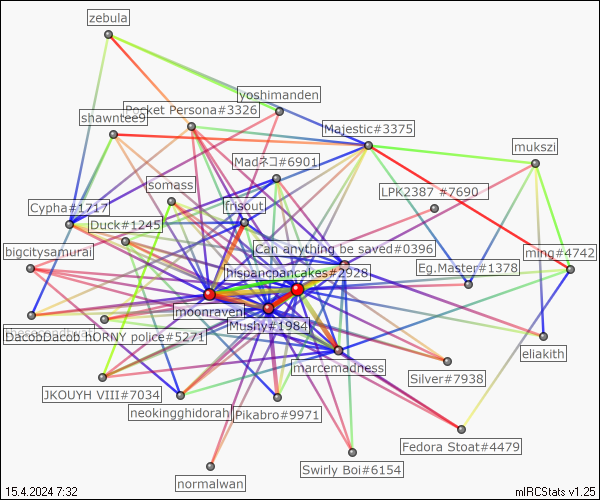 zebula
yoshimanden
Pocket Persona#3326
shawntee9
Majestic#3375
mukszi
Madネコ#6901
somass
LPK2387 #7690
Cypha#1717
frisout
Duck#1245
bigcitysamurai
Can anything be saved#0396
ming#4742
hispancpancakes#2928
Eg.Master#1378
moonraven
Mushy#1984
DacobDacob
hORNY police#5271
eliakith
marcemadness
JKOUYH VIII#7034
Silver#7938
neokingghidorah
Pikabro#9971
Fedora Stoat#4479
Swirly Boi#6154
normalwan
15.4.2024 7:32
mIRCStats v1.25